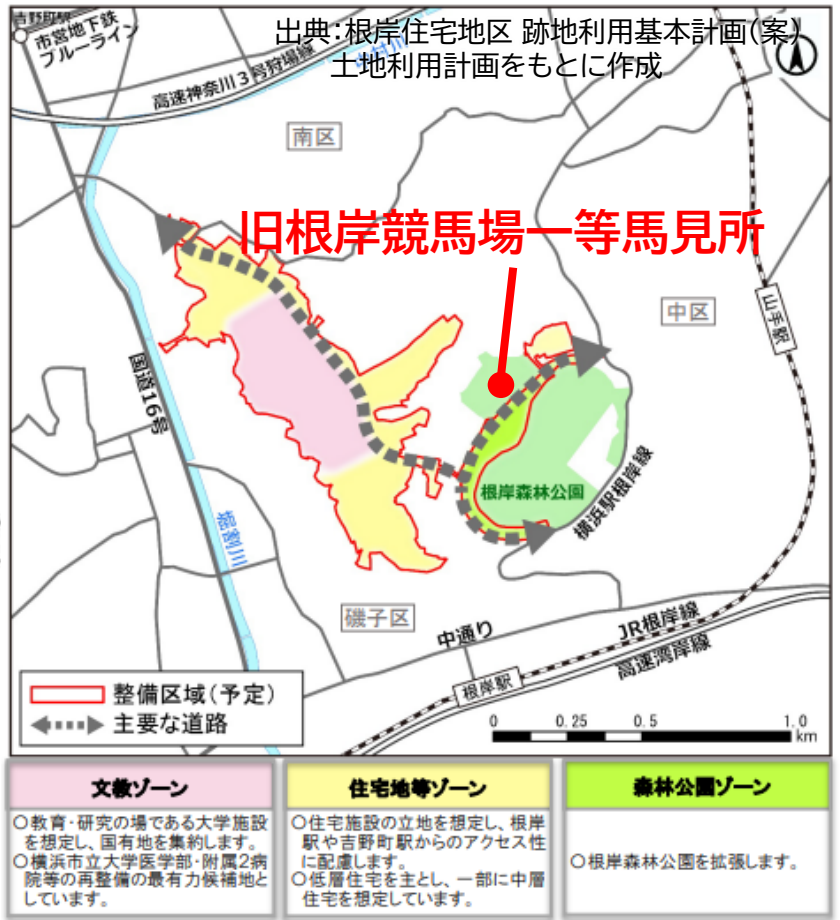 吉野町駅
市営地下鉄
ブルーライン
出典:根岸住宅地区 跡地利用基本計画(案)
土地利用計画をもとに作成
中村川
高速神奈川3号狩場線
南区
旧根岸競馬場一等馬見所
中区
山手駅
国道16号
根岸森林公園
横浜駅根岸線
堀割川
磯子区
中通り
JR根岸線
高速湾岸線
根岸駅
整備区域(予定)
主要な道路
0 0.25 0.5 1.0
km
文教ゾーン
○教育・研究の場である大学施設
を想定し、国有地を集約します。
○横浜市立大学医学部・附属2病
院等の再整備の最有力候補地と
しています。
住宅地等ゾーン
○住宅施設の立地を想定し、根岸
駅や吉野町駅からのアクセス性
に配慮します。
○低層住宅を主とし、一部に中層
住宅を想定しています。
森林公園ゾーン
○根岸森林公園を拡張します。